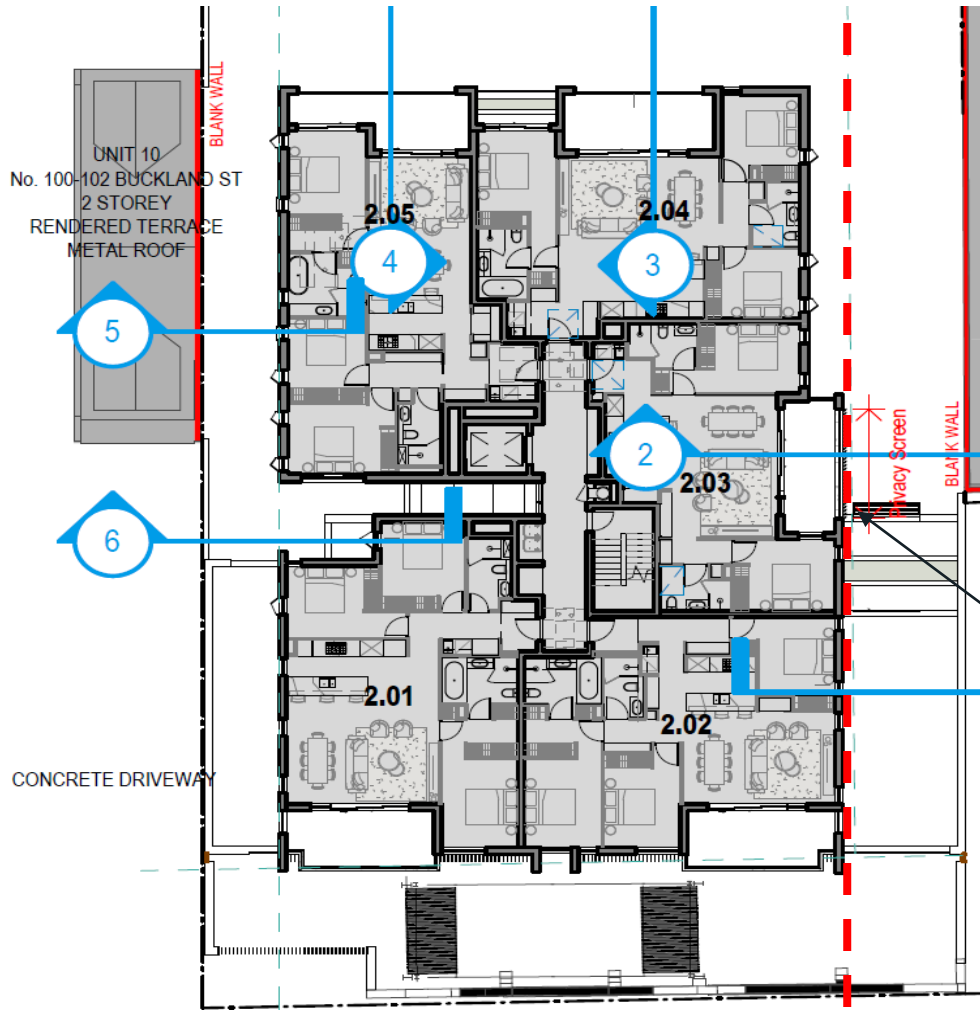 BLANK WALL
UNIT 10
No. 100-102 BUCKLAND ST
2 STOREY
RENDERED TERRACE
METAL ROOF
2.05
2.04
4
3
5
2
2.03
Privacy Screen
BLANK WALL
6
2.01
2.02
CONCRETE DRIVEWAY